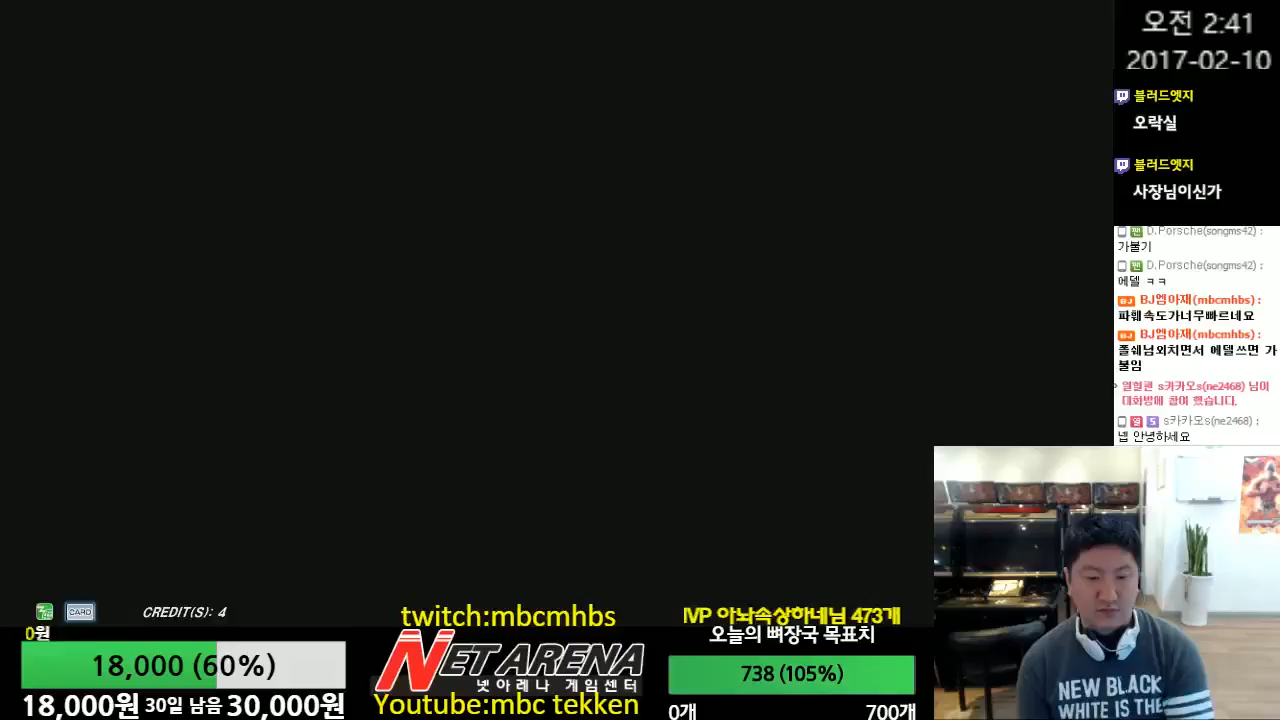 오전 2:41
2017-02-10
블러드엣지
오락실
블러드엣지
사장님이신가
D.Porsche(songms42) :
가불기
D.Porsche(songms42) :
에델 ㅋㅋ
BJ엠아재(mbcmhbs) :
파훼속도가너무빠르네요
BJ엠아재(mbcmhbs) :
쫄쉐넘외치면서 에델쓰면 가
불임
열혈팬 s카카오s(ne2468) 님이
대화방에 참여 했습니다.
s카카오s(ne2468) :
넵 안녕하세요
CARD
CREDIT(S): 4
0원
18,000 (60%)
18,000원 30일 남음 30,000원
twitch:mbcmhbs
NET ARENA
넷아레나 게임센터
Youtube:mbc tekken
MVP 아놔속상하네님 473개
오늘의 뼈장국 목표치
738 (105%)
0개 700개
NEW BLACK
WHITE IS THE